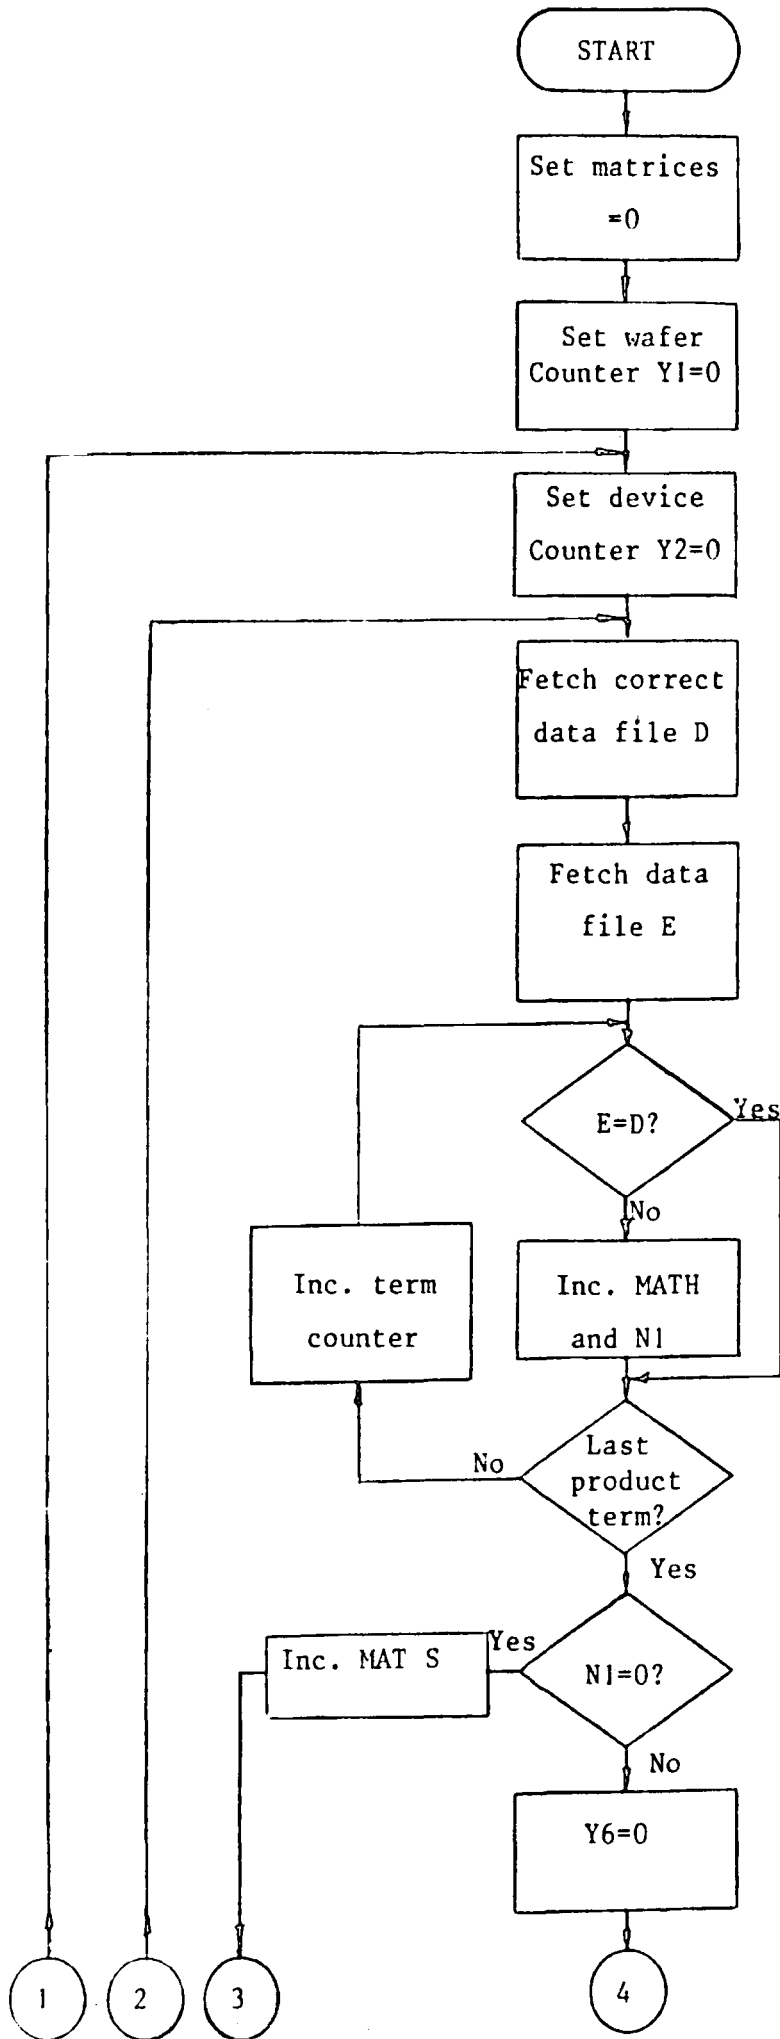 START
Set matrices
=0
Set wafer
Counter Y1=0
Set device
Counter Y2=0
Fetch correct
data file D
Fetch data
file E
E=D?
Yes
No
Inc. term
counter
Inc. MATH
and N1
Last
product
term?
No
Yes
Inc. MAT S
Yes
N1=0?
No
Y6=0
1
2
3
4